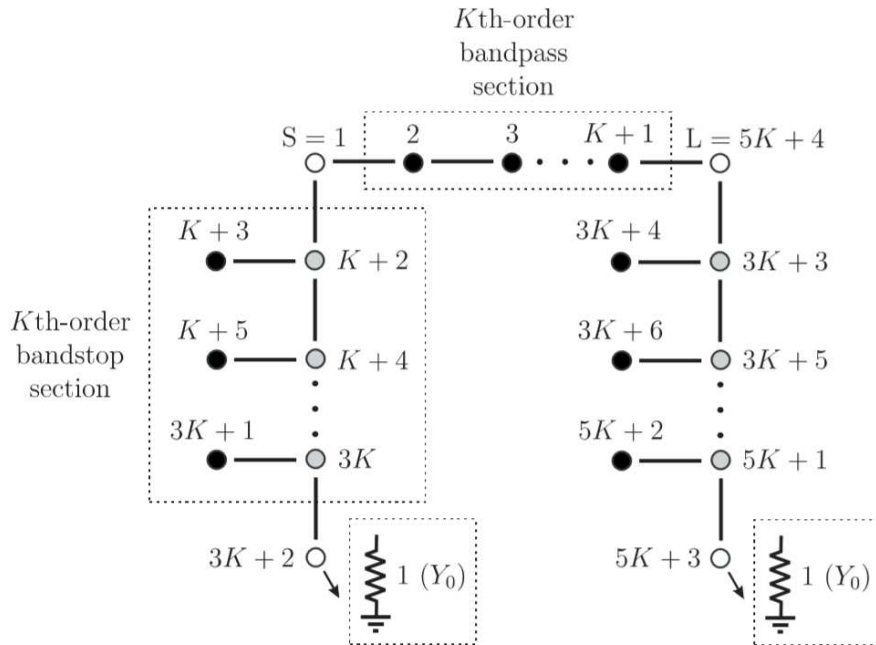 Kth-order
bandpass
section
S = 1
2
3
K + 1
L = 5K + 4
K + 3
K + 2
3K + 4
3K + 3
Kth-order
bandstop
section
K + 5
K + 4
3K + 6
3K + 5
3K + 1
3K
5K + 2
5K + 1
3K + 2
1 (Y₀)
5K + 3
1 (Y₀)